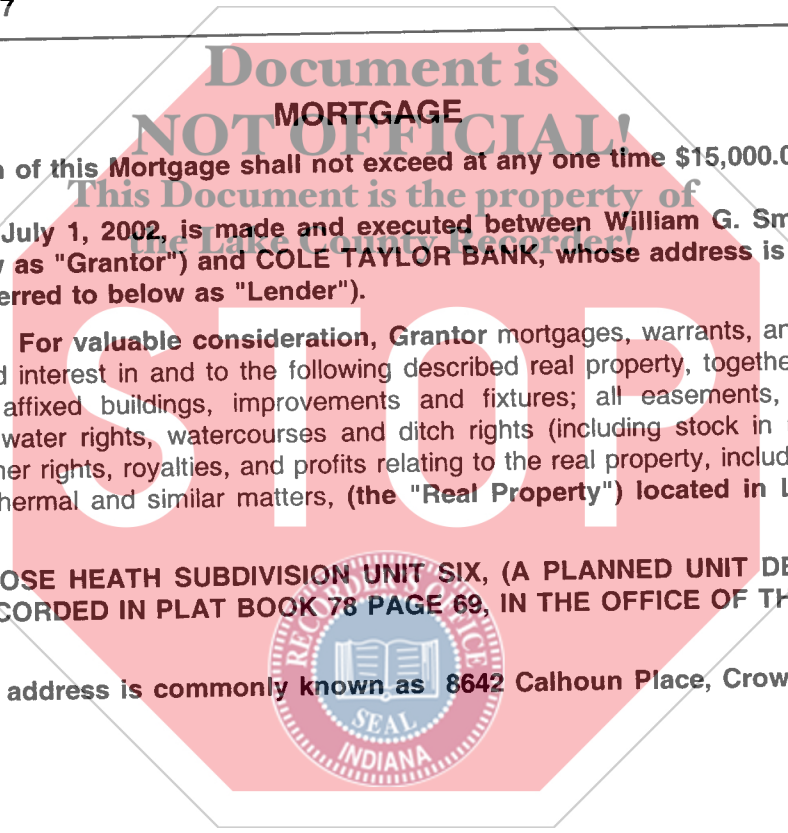 7
Document is
MORTGAGE
NOT OFFICIAL!
of this Mortgage shall not exceed at any one time $15,000.0
This Document is the property of
July 1, 2002, is made and executed between William G. Sm
the Lake County Recorder!
as "Grantor") and COLE TAYLOR BANK, whose address is
erred to below as "Lender").
For valuable consideration, Grantor mortgages, warrants, an
d interest in and to the following described real property, togethe
affixed buildings, improvements and fixtures; all easements,
water rights, watercourses and ditch rights (including stock in
her rights, royalties, and profits relating to the real property, includ
hermal and similar matters, (the "Real Property") located in L
STOP
OSE HEATH SUBDIVISION UNIT SIX, (A PLANNED UNIT DE
CORDED IN PLAT BOOK 78 PAGE 69, IN THE OFFICE OF TH
RECORDER'S OFFICE
address is commonly known as 8642 Calhoun Place, Crow
SEAL
INDIANA